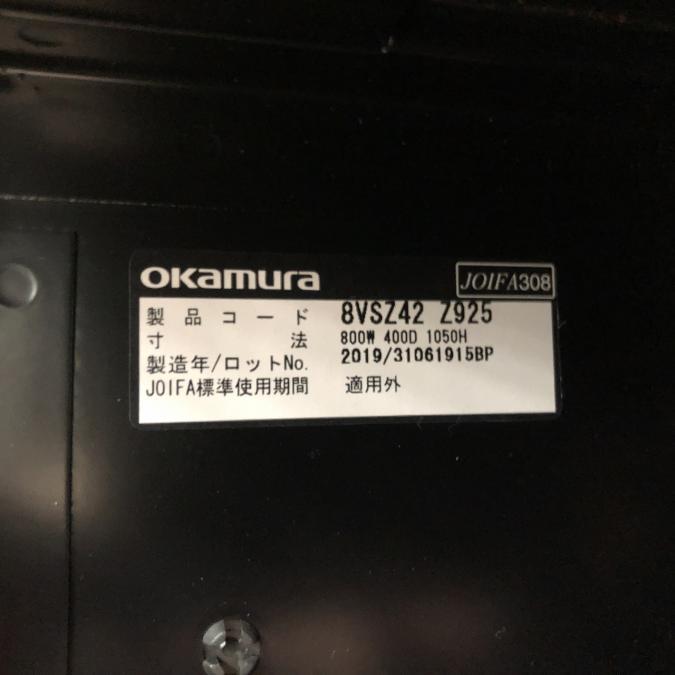 OKamura JOIFA308
製品コード 8VSZ42 Z925
寸法 800W 400D 1050H
製造年/ロットNo. 2019/31061915BP
JOIFA標準使用期間 適用外